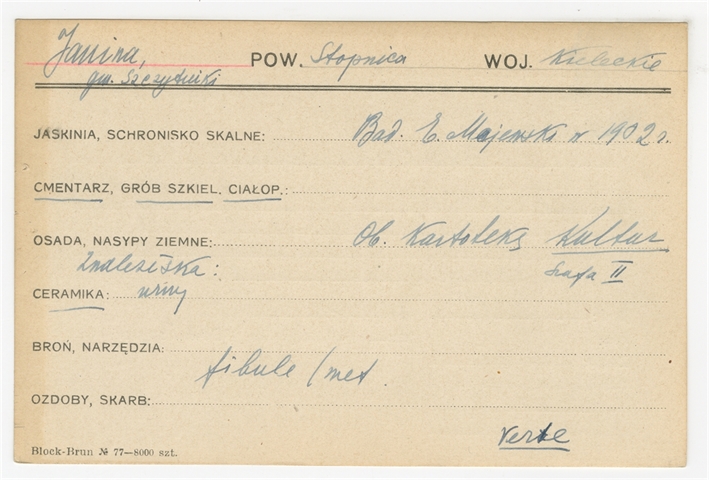 Janina, POW. Stopnica WOJ. Kieleckie
gm. Szczytniki
JASKINIA, SCHRONISKO SKALNE: Bad. E. Majewski w 1902 r.
CMENTARZ, GRÓB SZKIEL. CIAŁOP.:
OSADA, NASYPY ZIEMNE: Ob. Kartoteką Kultur
Znaleziska: Szafa II
CERAMIKA: urny
BROŃ, NARZĘDZIA:
fibule / met.
OZDOBY, SKARB:
verte
Block-Brun № 77—8000 szt.